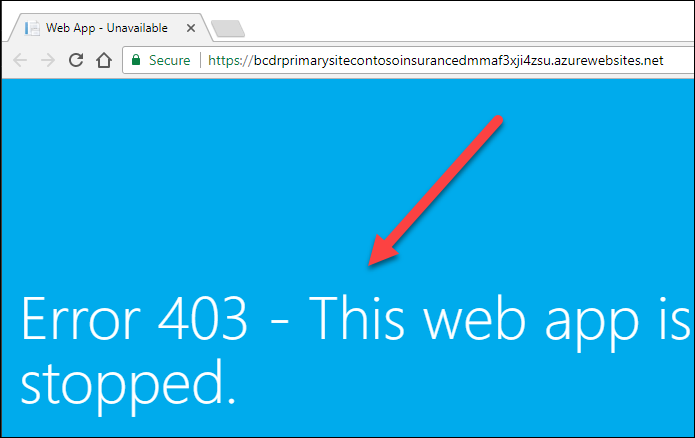 Web App - Unavailable
Secure https://bcdrprimarysitecontosoinsurancedmmaf3xji4zsu.azurewebsites.net
Error 403 - This web app is
stopped.